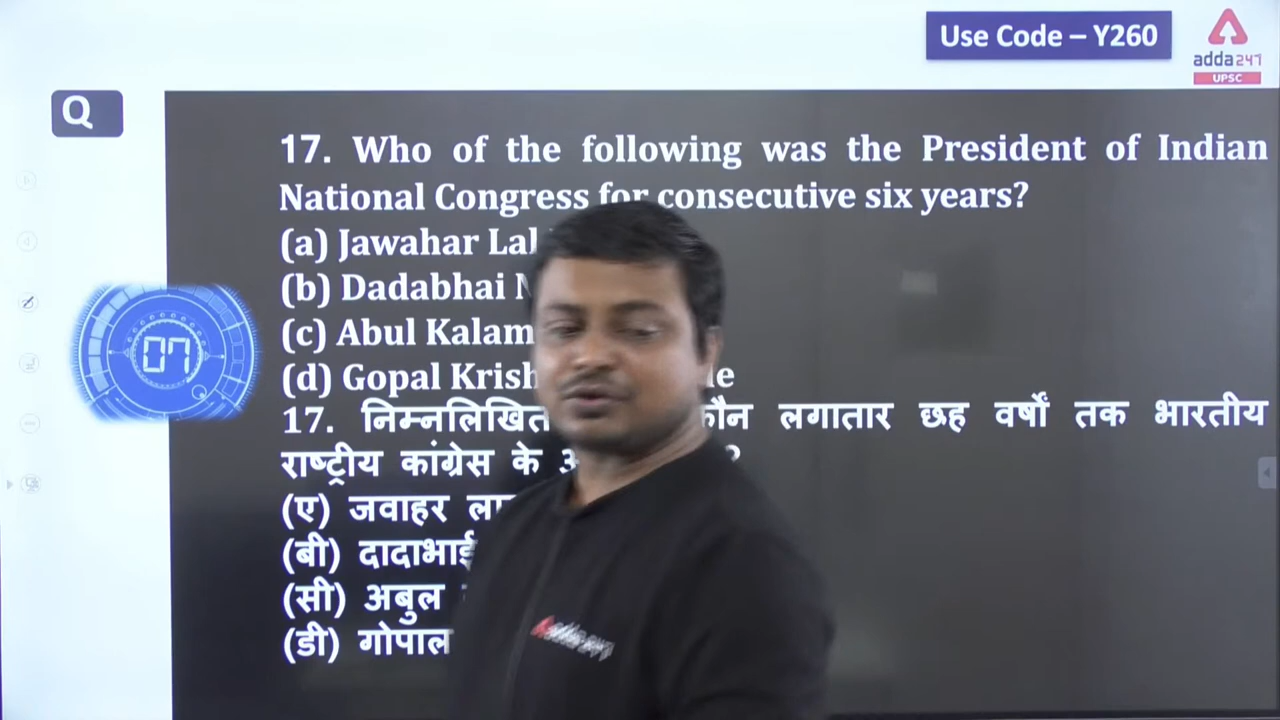 Use Code – Y260
adda247
UPSC
Q
17. Who of the following was the President of Indian
National Congress for consecutive six years?
(a) Jawahar Lal
(b) Dadabhai
(c) Abul Kalam
(d) Gopal
07
17. निम्नलिखित कौन लगातार छह वर्षों तक भारतीय
राष्ट्रीय कांग्रेस के
(ए) जवाहर
(बी) दादाभाई
(सी) अबुल
(डी) गोपाल
adda247